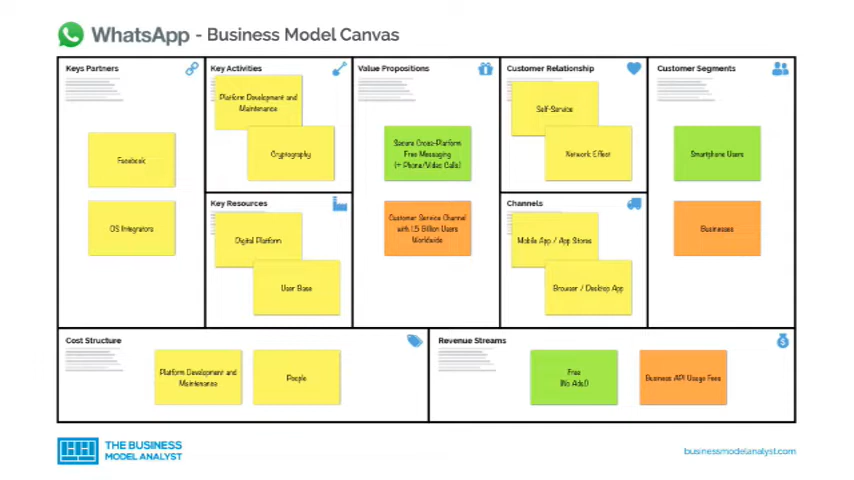 WhatsApp - Business Model Canvas
Keys Partners
Facebook
OS Integrators
Key Activities
Platform Development and
Maintenance
Cryptography
Key Resources
Digital Platform
User Base
Value Propositions
Secure Cross-Platform
Free Messaging
(+ Phone/Video Calls)
Customer Service Channel
with 1.5 Billion Users
Worldwide
Customer Relationship
Self-Service
Network Effect
Channels
Mobile App / App Stores
Browser / Desktop App
Customer Segments
Smartphone Users
Businesses
Cost Structure
Platform Development and
Maintenance
People
Revenue Streams
Free
(No Ads!)
Business API Usage Fees
THE BUSINESS
MODEL ANALYST
businessmodelanalyst.com